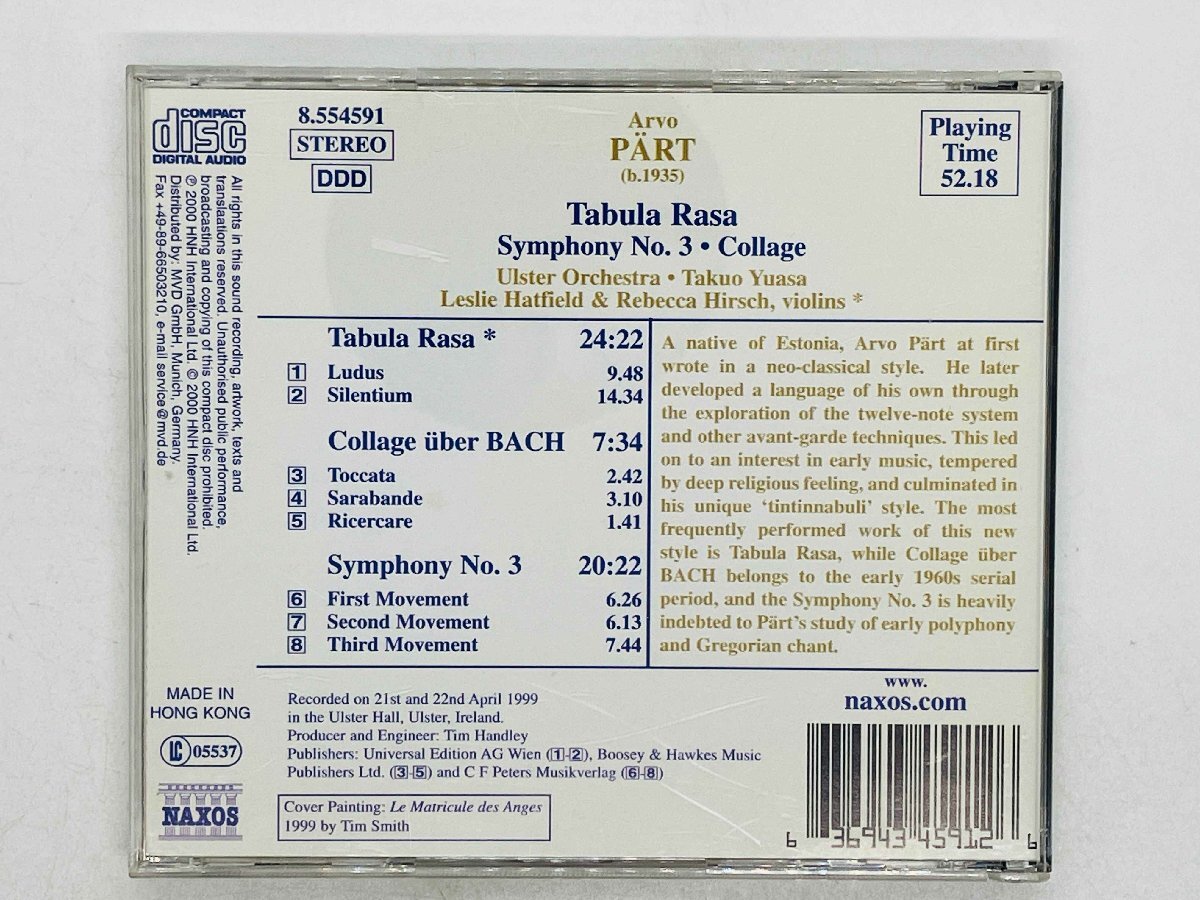 COMPACT
disc
DIGITAL AUDIO
8.554591
STEREO
DDD
Arvo
PÄRT
(b.1935)
Playing
Time
52.18
Tabula Rasa
Symphony No. 3 • Collage
Ulster Orchestra • Takuo Yuasa
Leslie Hatfield & Rebecca Hirsch, violins *
All rights in this sound recording, artwork, texts and
translaations reserved. Unauthorised public performance,
broadcasting and copying of this compact disc prohibited.
℗ 2000 HNH International Ltd. © 2000 HNH International Ltd.
Distributed by: MVD GmbH, Munich, Germany.
Fax +49-89-66503210, e-mail service@mvd.de
Tabula Rasa * 24:22
1 Ludus 9.48
2 Silentium 14.34
Collage über BACH 7:34
3 Toccata 2.42
4 Sarabande 3.10
5 Ricercare 1.41
Symphony No. 3 20:22
6 First Movement 6.26
7 Second Movement 6.13
8 Third Movement 7.44
A native of Estonia, Arvo Pärt at first
wrote in a neo-classical style. He later
developed a language of his own through
the exploration of the twelve-note system
and other avant-garde techniques. This led
on to an interest in early music, tempered
by deep religious feeling, and culminated in
his unique ‘tintinnabuli’ style. The most
frequently performed work of this new
style is Tabula Rasa, while Collage über
BACH belongs to the early 1960s serial
period, and the Symphony No. 3 is heavily
indebted to Pärt's study of early polyphony
and Gregorian chant.
MADE IN
HONG KONG
LC 05537
NAXOS
Recorded on 21st and 22nd April 1999
in the Ulster Hall, Ulster, Ireland.
Producer and Engineer: Tim Handley
Publishers: Universal Edition AG Wien (1-2), Boosey & Hawkes Music
Publishers Ltd. (3-5) and C F Peters Musikverlag (6-8)
Cover Painting: Le Matricule des Anges
1999 by Tim Smith
www.
naxos.com
6 36943 45912 6